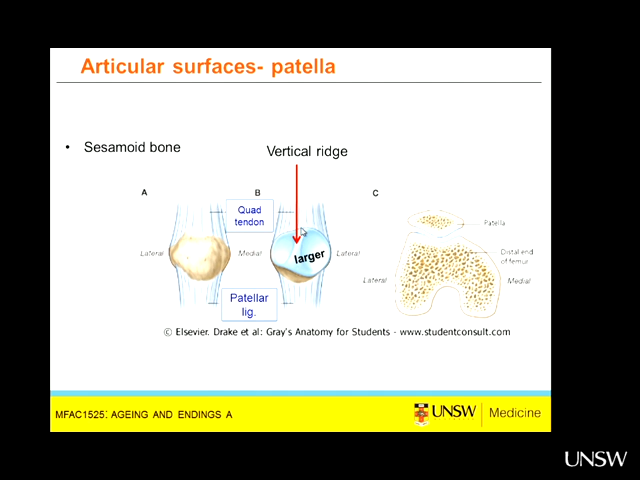 Articular surfaces- patella
• Sesamoid bone
Vertical ridge
A
B
C
Quad
tendon
Patella
Lateral
Medial
Lateral
larger
Distal end
of femur
Lateral
Medial
Patellar
lig.
© Elsevier. Drake et al: Gray's Anatomy for Students - www.studentconsult.com
MFAC1525: AGEING AND ENDINGS A
UNSW Medicine
UNSW